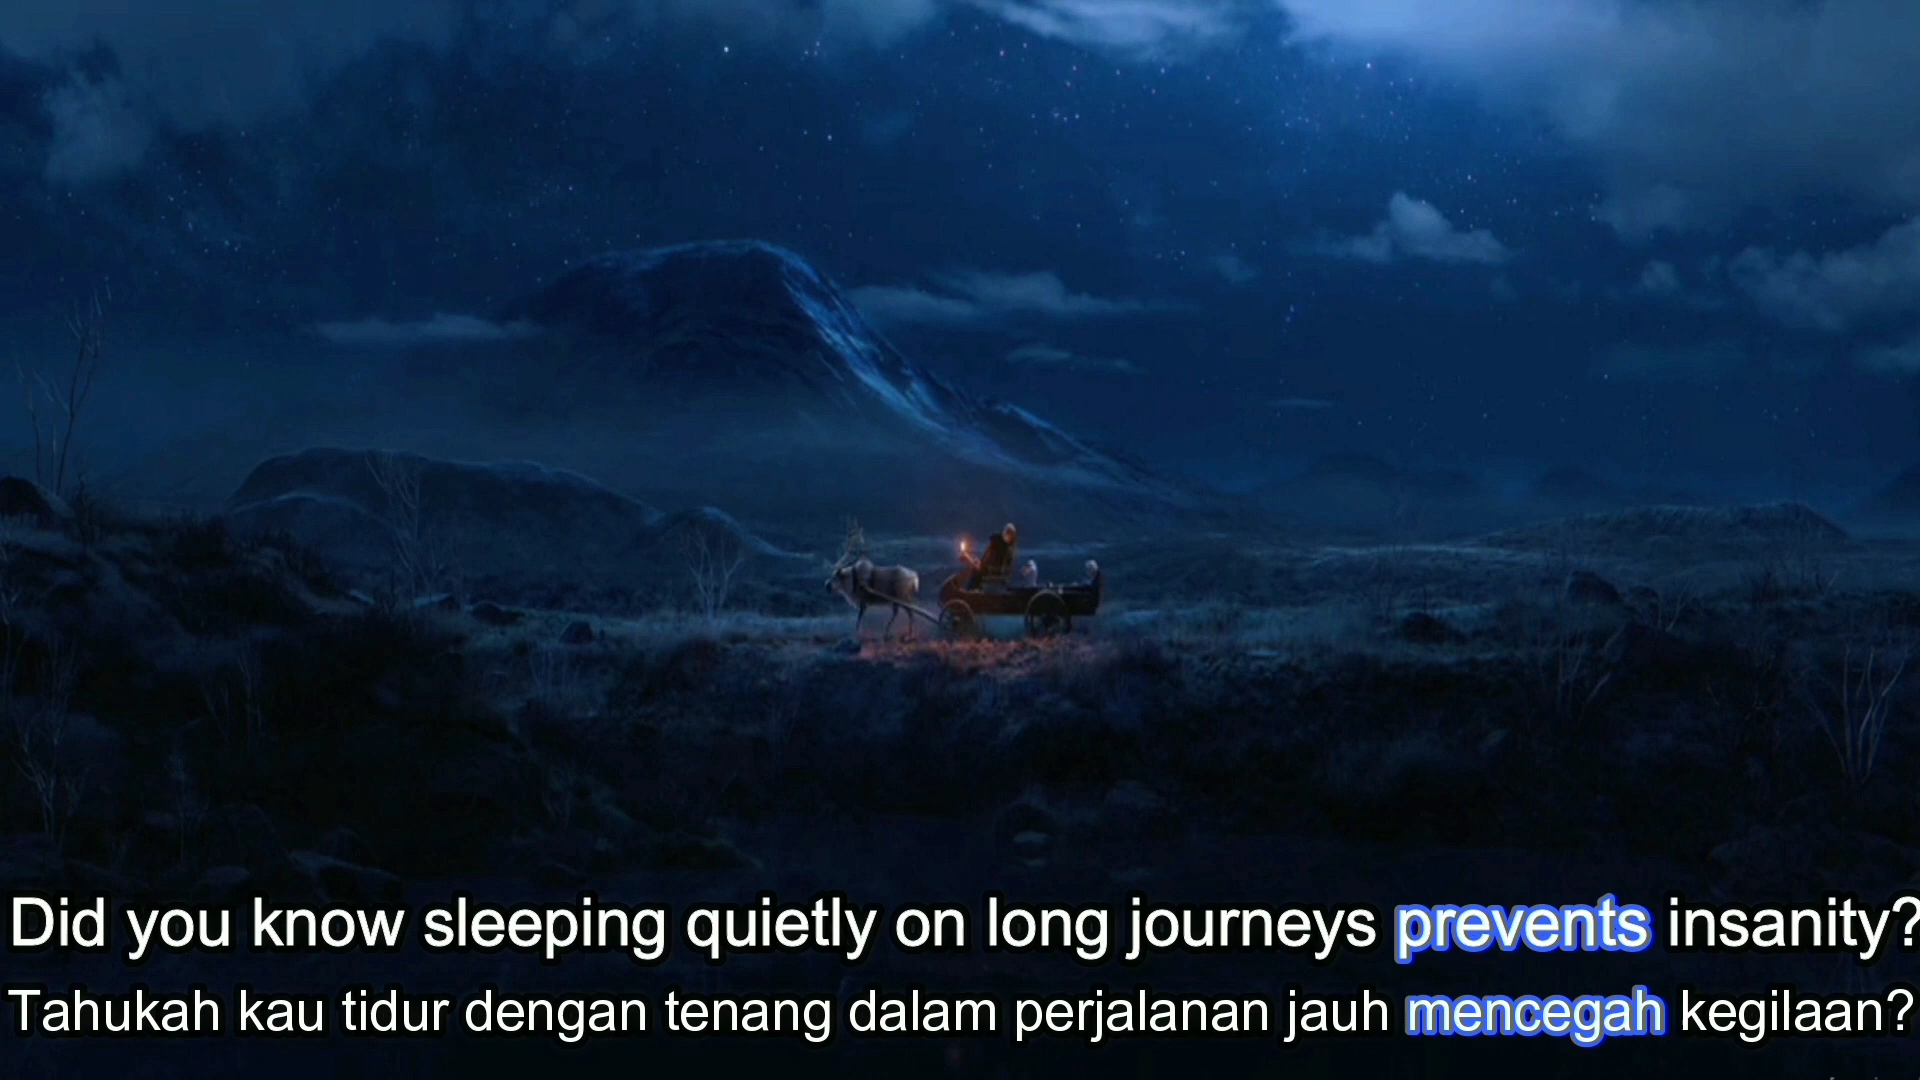 Did you know sleeping quietly on long journeys prevents insanity?
Tahukah kau tidur dengan tenang dalam perjalanan jauh mencegah kegilaan?